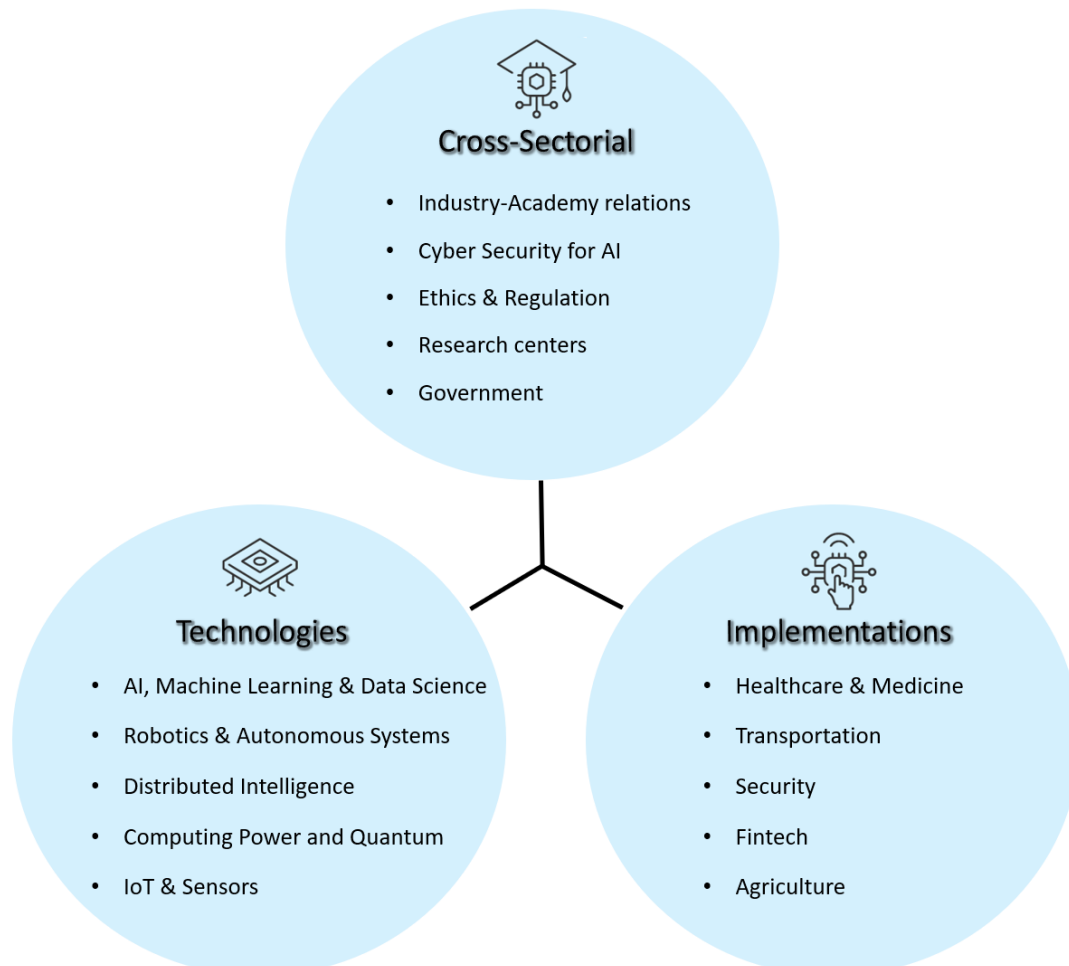 Cross-Sectorial
• Industry-Academy relations
• Cyber Security for AI
• Ethics & Regulation
• Research centers
• Government
Technologies
• AI, Machine Learning & Data Science
• Robotics & Autonomous Systems
• Distributed Intelligence
• Computing Power and Quantum
• IoT & Sensors
Implementations
• Healthcare & Medicine
• Transportation
• Security
• Fintech
• Agriculture